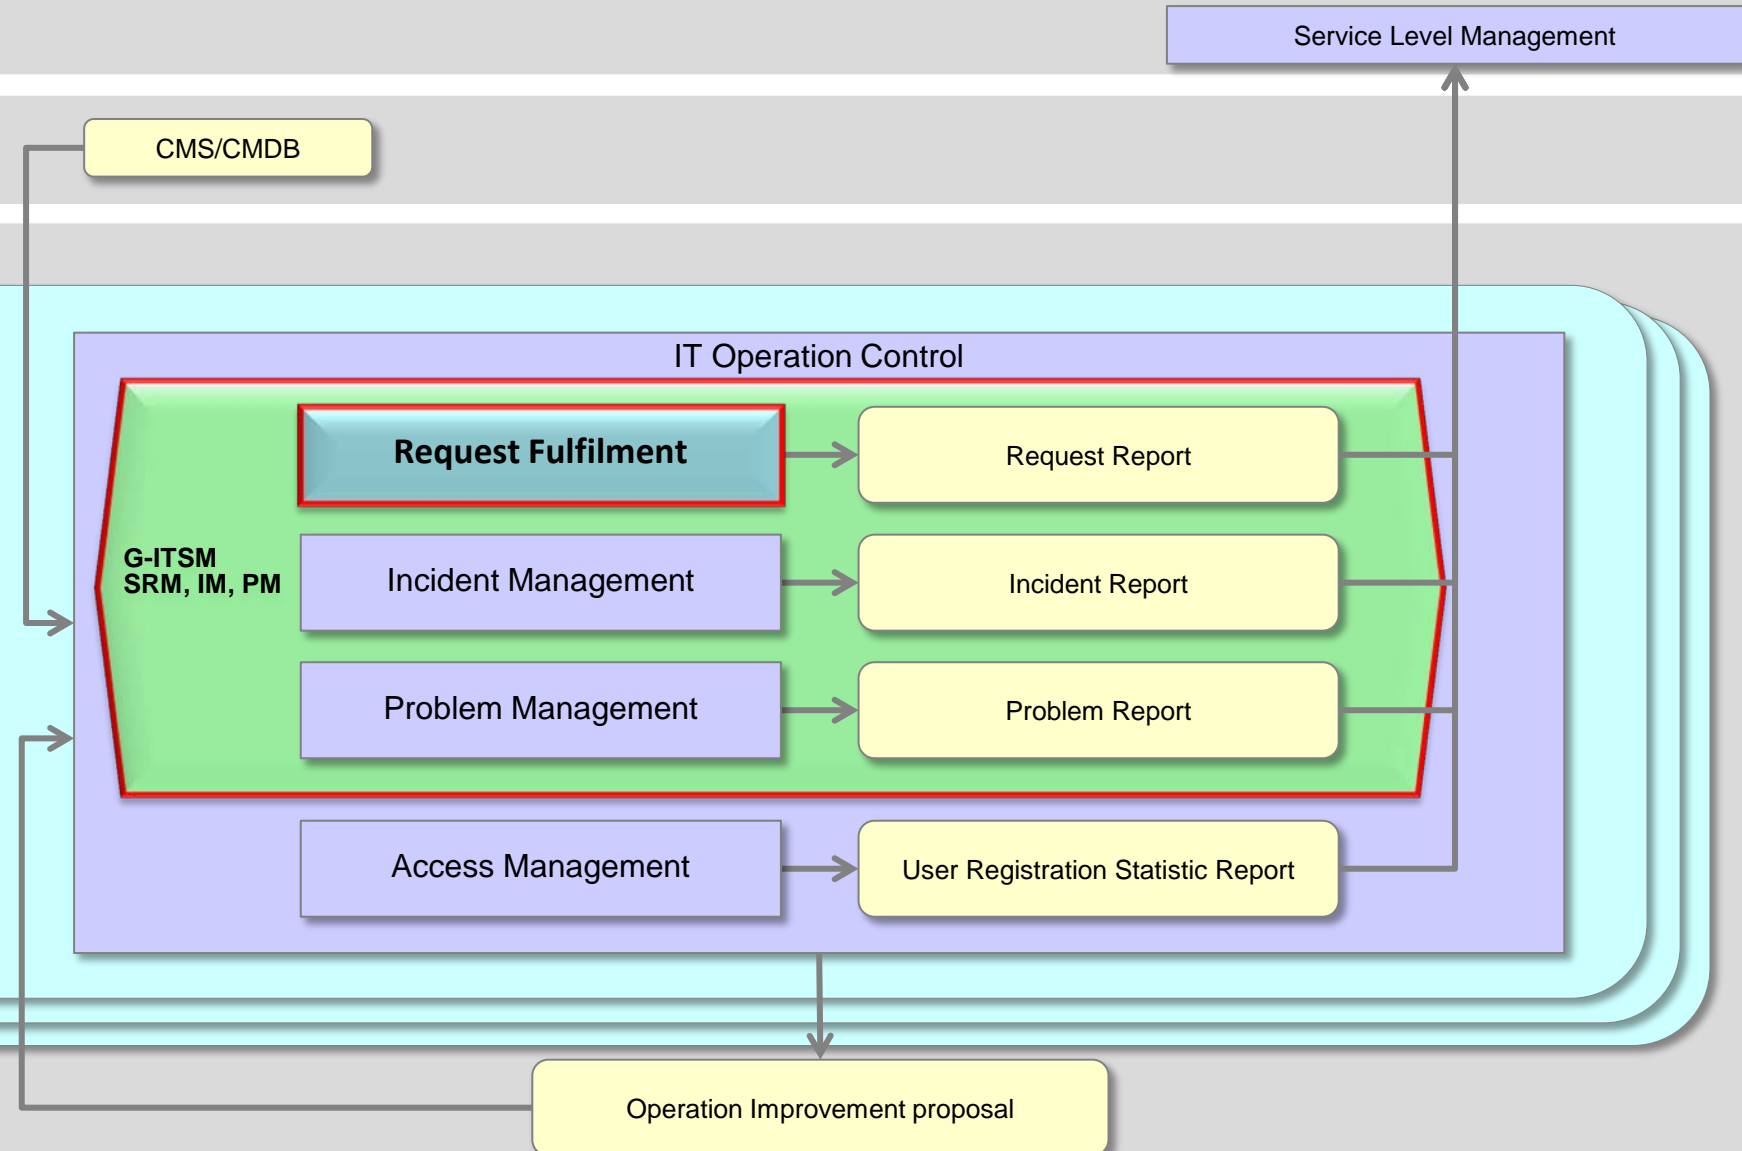 Service Level Management
CMS/CMDB
IT Operation Control
Request Fulfilment
Request Report
G-ITSM
SRM, IM, PM
Incident Management
Incident Report
Problem Management
Problem Report
Access Management
User Registration Statistic Report
Operation Improvement proposal